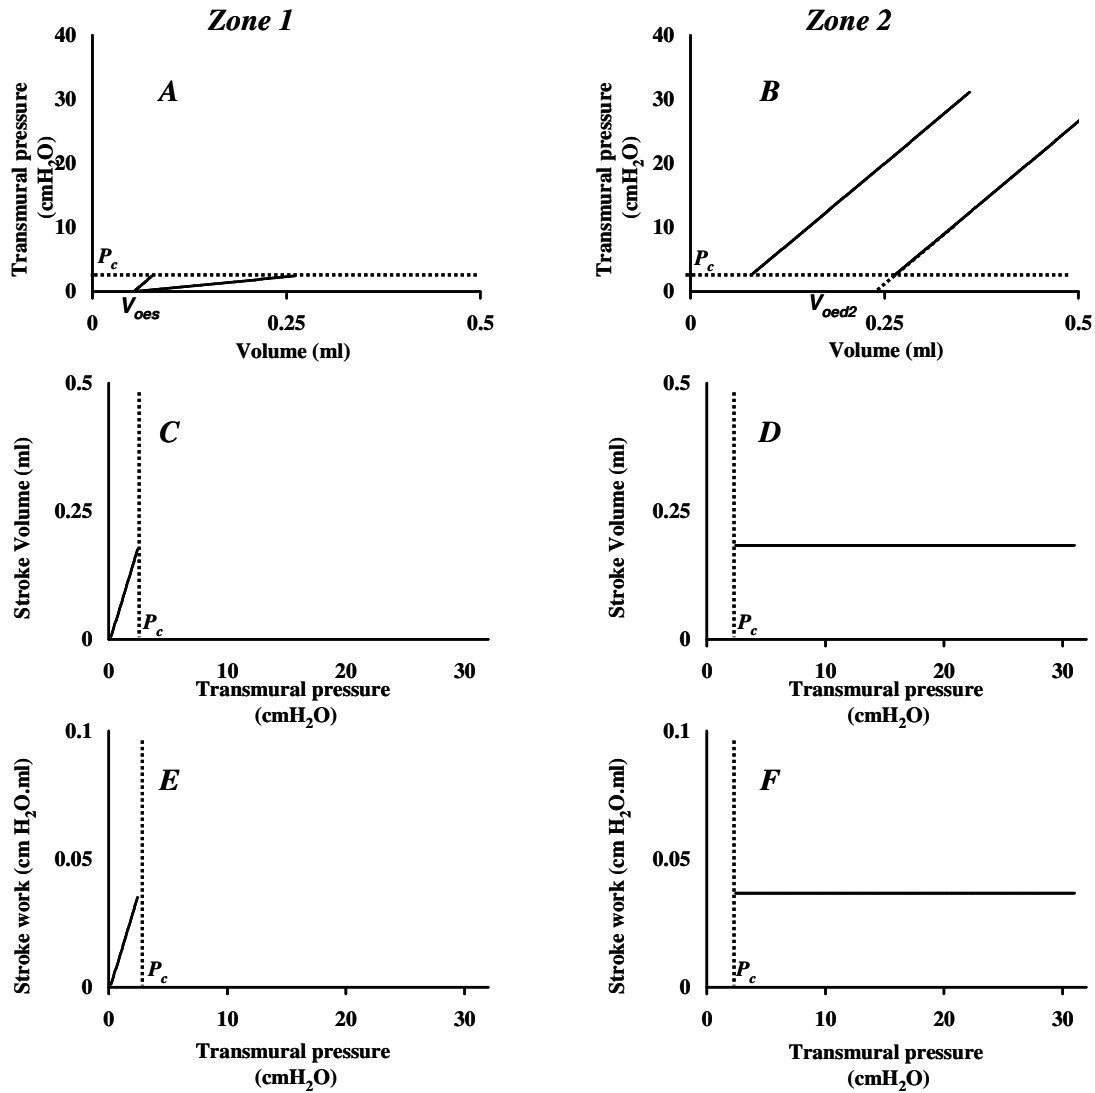 Zone 1
Zone 2
A
Transmural pressure
(cmH2O)
40
30
20
10
0
Pc
Voes
0
0.25
0.5
Volume (ml)
B
Transmural pressure
(cmH2O)
40
30
20
10
0
Pc
Voed2
0
0.25
0.5
Volume (ml)
C
Stroke Volume (ml)
0.5
0.25
0
Pc
0
10
20
30
Transmural pressure
(cmH2O)
D
Stroke Volume (ml)
0.5
0.25
0
Pc
0
10
20
30
Transmural pressure
(cmH2O)
E
Stroke work (cm H2O.ml)
0.1
0.05
0
Pc
0
10
20
30
Transmural pressure
(cmH2O)
F
Stroke work (cm H2O.ml)
0.1
0.05
0
Pc
0
10
20
30
Transmural pressure
(cmH2O)